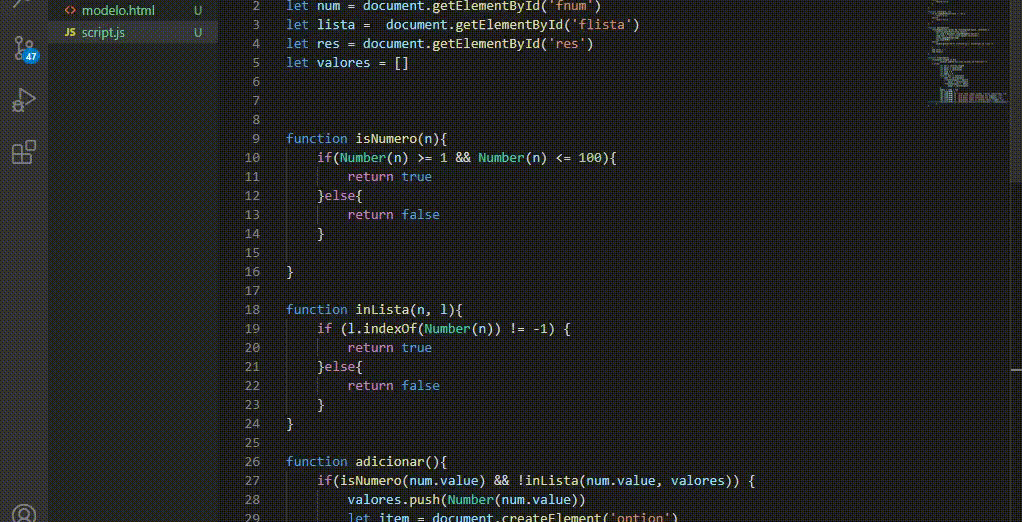 <> modelo.html U
JS script.js U
47
2 let num = document.getElementById('fnum')
3 let lista =  document.getElementById('flista')
4 let res = document.getElementById('res')
5 let valores = []
6
7
8
9 function isNumero(n){
10     if(Number(n) >= 1 && Number(n) <= 100){
11         return true
12     }else{
13         return false
14     }
15
16 }
17
18 function inLista(n, l){
19     if (l.indexOf(Number(n)) != -1) {
20         return true
21     }else{
22         return false
23     }
24 }
25
26 function adicionar(){
27     if(isNumero(num.value) && !inLista(num.value, valores)) {
28         valores.push(Number(num.value))
29         let item = document.createElement('option')